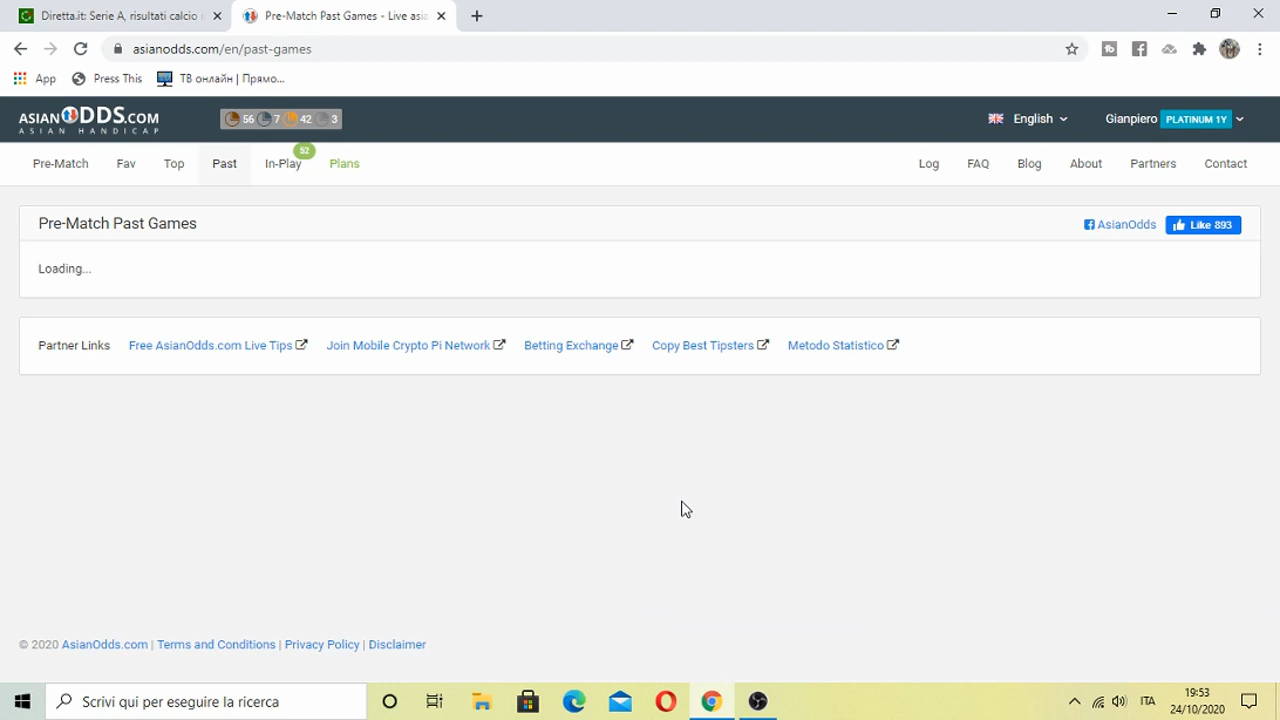 Diretta.it: Serie A, risultati calcio i
Pre-Match Past Games - Live asia
asianodds.com/en/past-games
App
Press This
ТВ онлайн | Прямо...
ASIANODDS.COM
ASIAN HANDICAP
56 7 42 3
English
Gianpiero PLATINUM 1Y
Pre-Match Fav Top Past In-Play 52 Plans
Log FAQ Blog About Partners Contact
Pre-Match Past Games
AsianOdds Like 893
Loading...
Partner Links Free AsianOdds.com Live Tips Join Mobile Crypto Pi Network Betting Exchange Copy Best Tipsters Metodo Statistico
© 2020 AsianOdds.com | Terms and Conditions | Privacy Policy | Disclaimer
Scrivi qui per eseguire la ricerca
ITA
19:53
24/10/2020